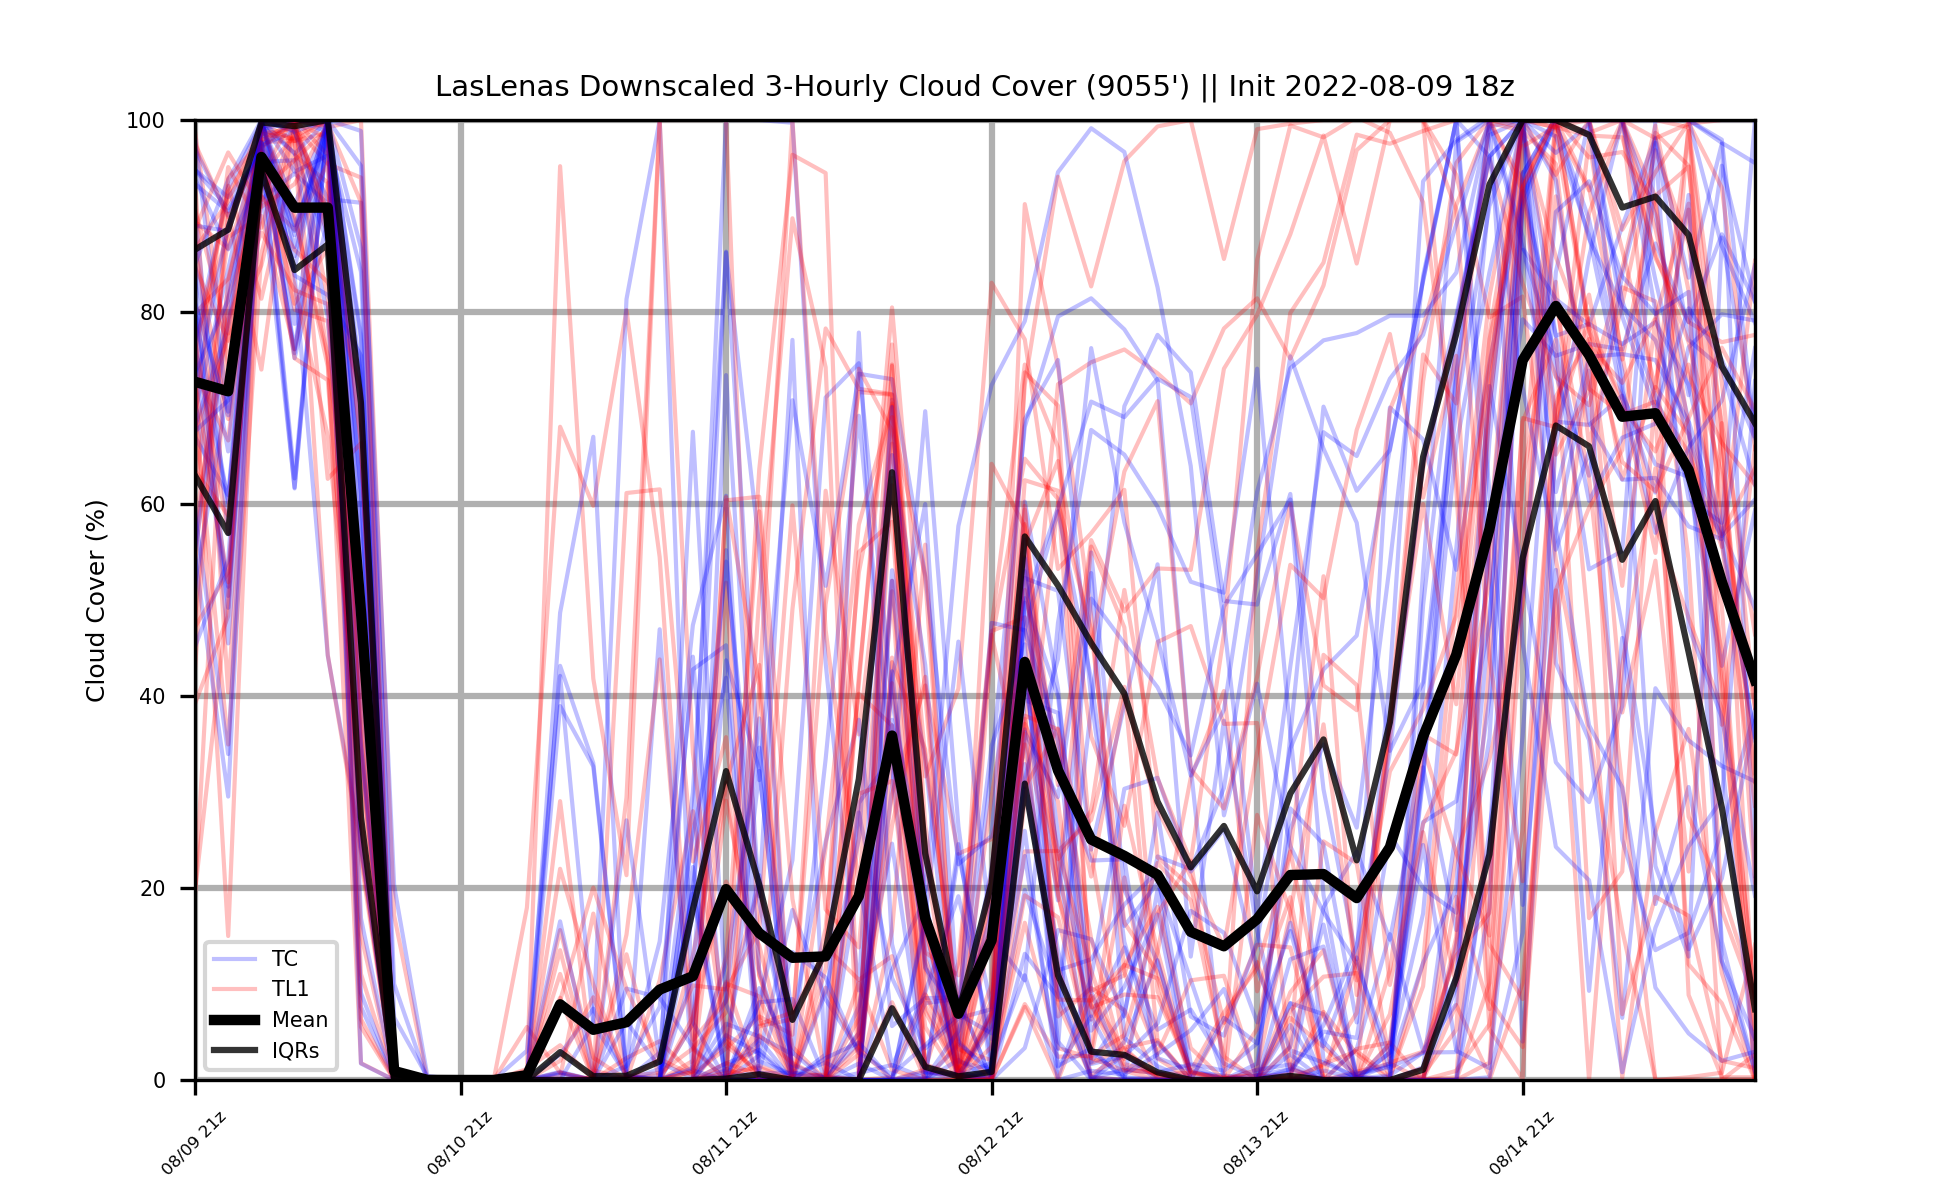 LasLenas Downscaled 3-Hourly Cloud Cover (9055') || Init 2022-08-09 18z
Cloud Cover (%)
100
80
60
40
20
0
TC
TL1
Mean
IQRs
08/09 21z
08/10 21z
08/11 21z
08/12 21z
08/13 21z
08/14 21z